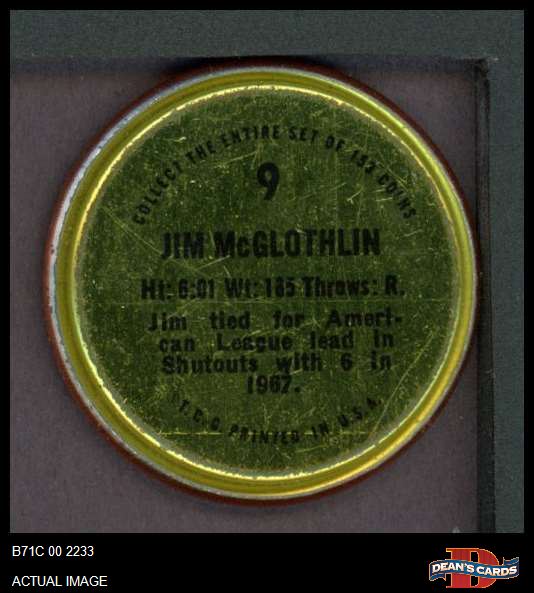 COLLECT THE ENTIRE SET OF 153 COINS
9
JIM McGLOTHLIN
Ht: 6:01 Wt: 185 Throws: R.
Jim tied for Ameri-
can League lead in
Shutouts with 6 in
1967.
T.C.G PRINTED IN U.S.A.
B71C 00 2233
ACTUAL IMAGE
DEAN'S CARDS